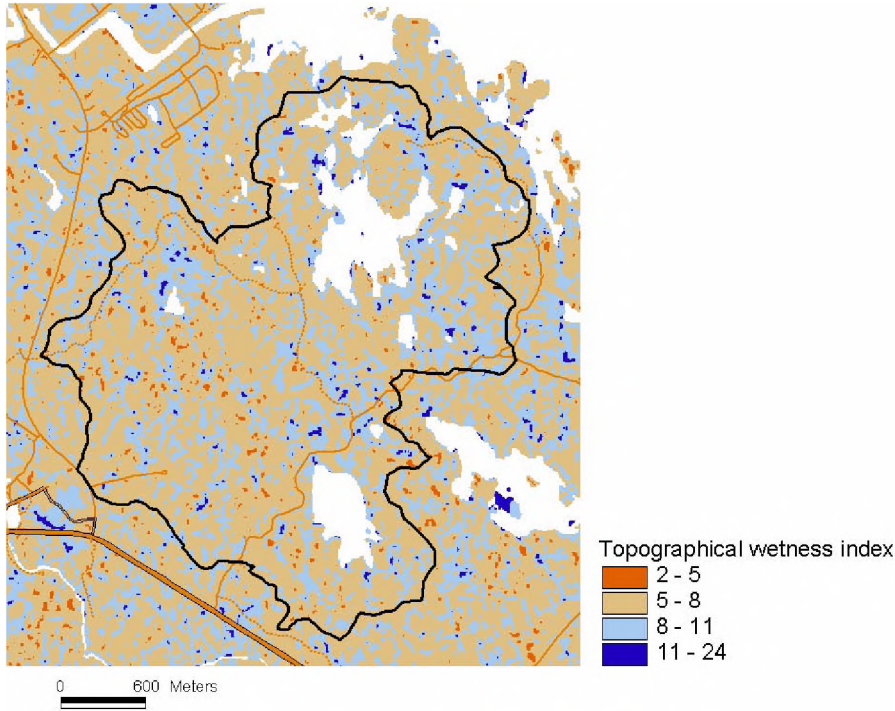 Topographical wetness index
2 - 5
5 - 8
8 - 11
11 - 24
0 600 Meters